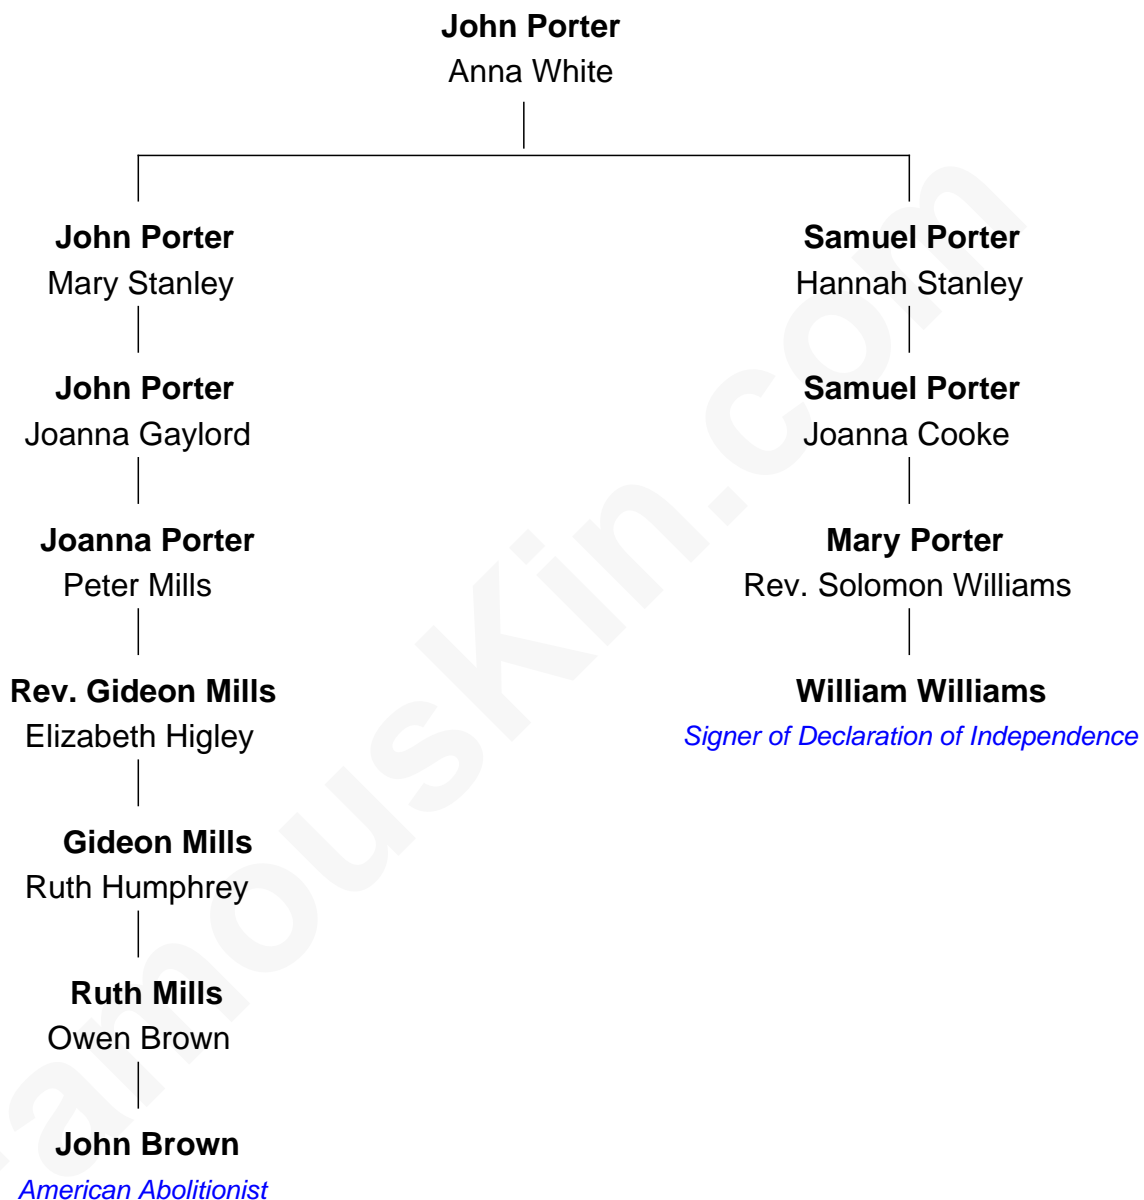 John Porter
Anna White
John Porter
Mary Stanley
Samuel Porter
Hannah Stanley
John Porter
Joanna Gaylord
Samuel Porter
Joanna Cooke
Joanna Porter
Peter Mills
Mary Porter
Rev. Solomon Williams
Rev. Gideon Mills
Elizabeth Higley
William Williams
Signer of Declaration of Independence
Gideon Mills
Ruth Humphrey
Ruth Mills
Owen Brown
John Brown
American Abolitionist
amouskin.com